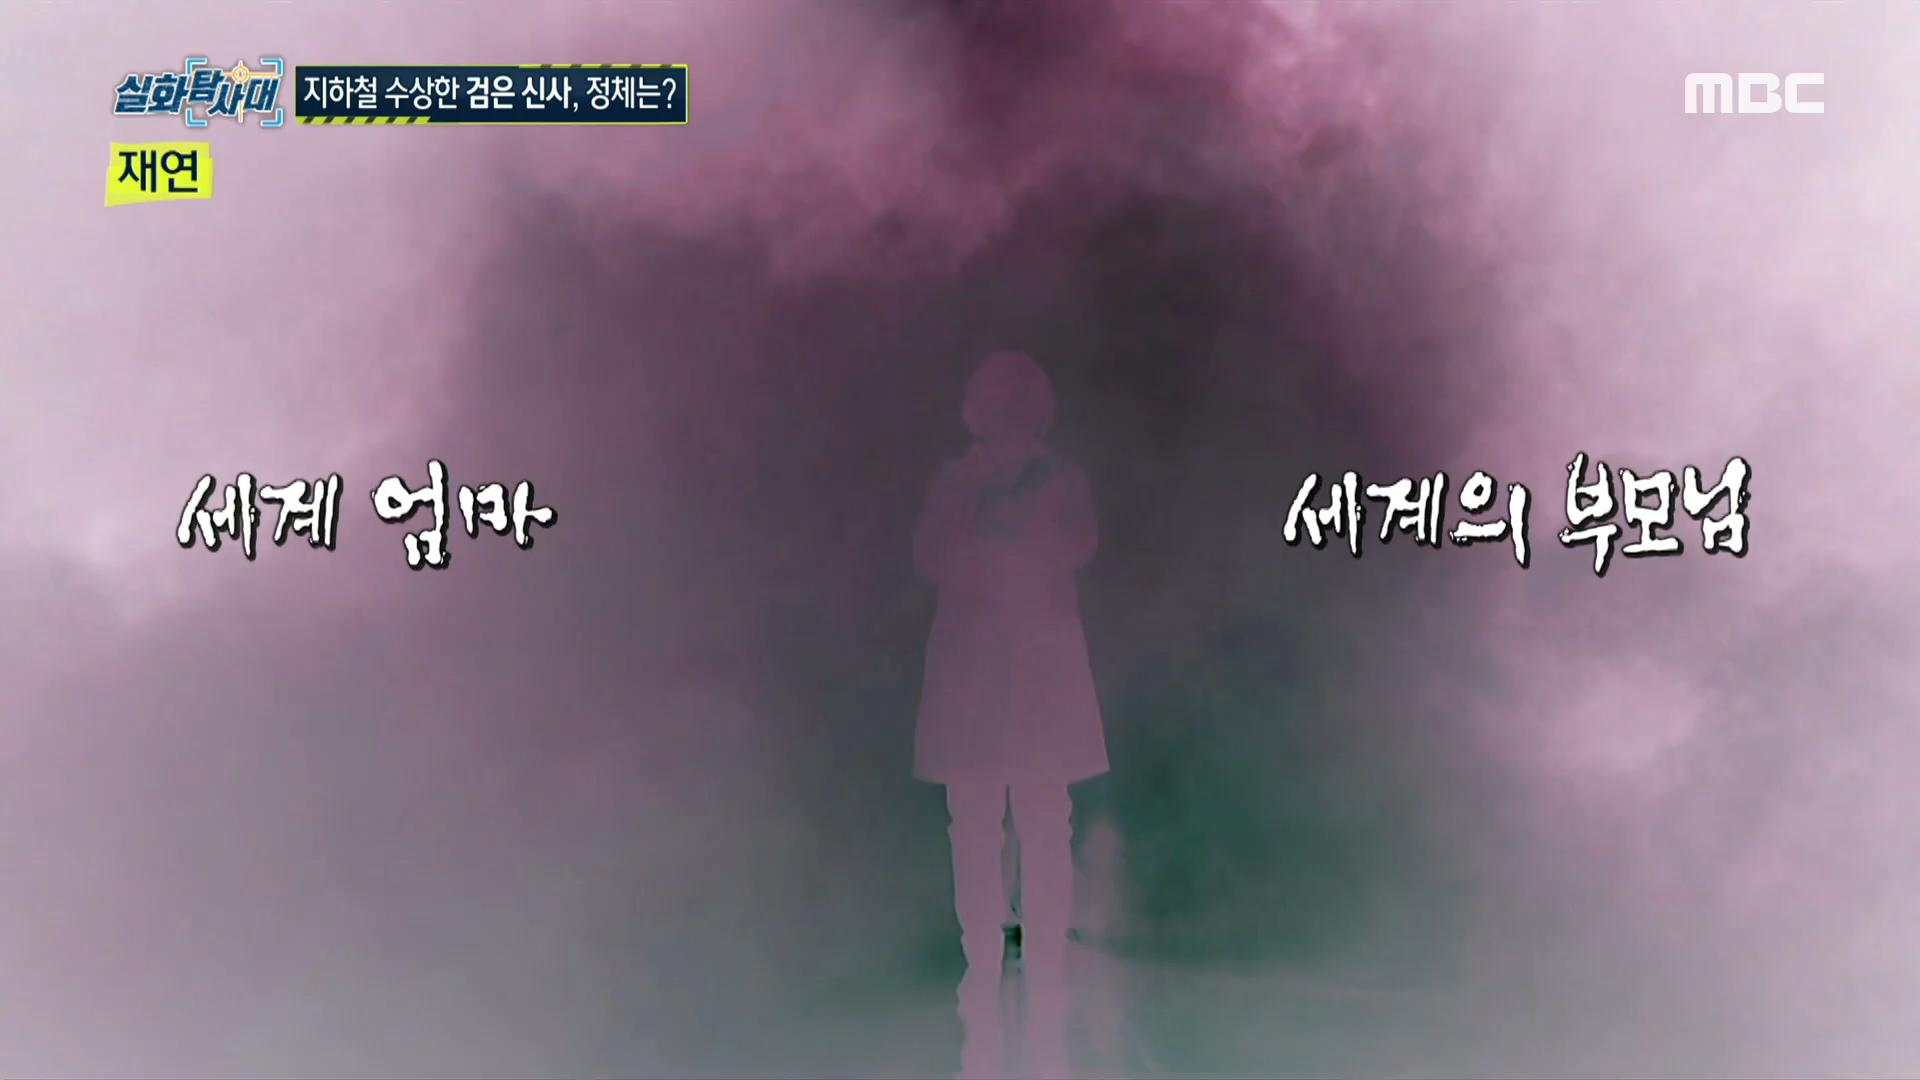 실화탐사대
지하철 수상한 검은 신사, 정체는?
MBC
재연
세계 엄마
세계의 부모님